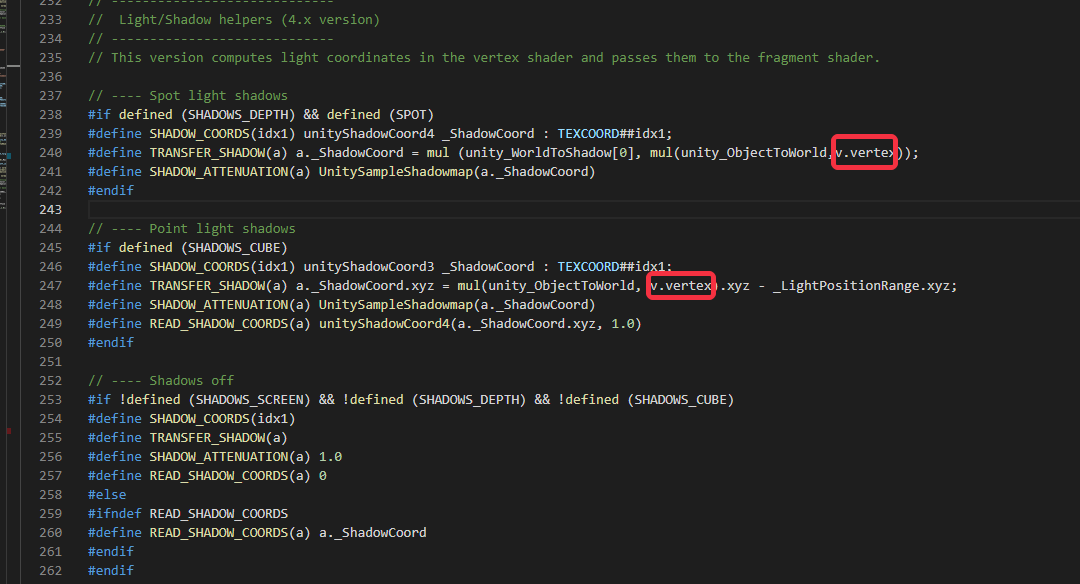 232 // -----------------------------
233 //  Light/Shadow helpers (4.x version)
234 // -----------------------------
235 // This version computes light coordinates in the vertex shader and passes them to the fragment shader.
236
237 // ---- Spot light shadows
238 #if defined (SHADOWS_DEPTH) && defined (SPOT)
239 #define SHADOW_COORDS(idx1) unityShadowCoord4 _ShadowCoord : TEXCOORD##idx1;
240 #define TRANSFER_SHADOW(a) a._ShadowCoord = mul (unity_WorldToShadow[0], mul(unity_ObjectToWorld,v.vertex));
241 #define SHADOW_ATTENUATION(a) UnitySampleShadowmap(a._ShadowCoord)
242 #endif
243
244 // ---- Point light shadows
245 #if defined (SHADOWS_CUBE)
246 #define SHADOW_COORDS(idx1) unityShadowCoord3 _ShadowCoord : TEXCOORD##idx1;
247 #define TRANSFER_SHADOW(a) a._ShadowCoord.xyz = mul(unity_ObjectToWorld, v.vertex).xyz - _LightPositionRange.xyz;
248 #define SHADOW_ATTENUATION(a) UnitySampleShadowmap(a._ShadowCoord)
249 #define READ_SHADOW_COORDS(a) unityShadowCoord4(a._ShadowCoord.xyz, 1.0)
250 #endif
251
252 // ---- Shadows off
253 #if !defined (SHADOWS_SCREEN) && !defined (SHADOWS_DEPTH) && !defined (SHADOWS_CUBE)
254 #define SHADOW_COORDS(idx1)
255 #define TRANSFER_SHADOW(a)
256 #define SHADOW_ATTENUATION(a) 1.0
257 #define READ_SHADOW_COORDS(a) 0
258 #else
259 #ifndef READ_SHADOW_COORDS
260 #define READ_SHADOW_COORDS(a) a._ShadowCoord
261 #endif
262 #endif